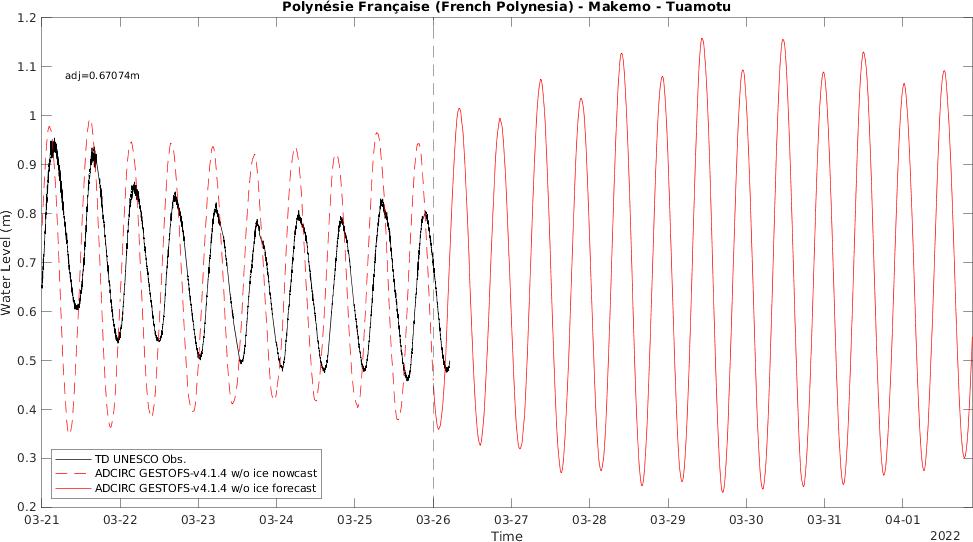 Polynésie Française (French Polynesia) - Makemo - Tuamotu
1.2
1.1
1
0.9
0.8
0.7
0.6
0.5
0.4
0.3
0.2
Water Level (m)
adj=0.67074m
TD UNESCO Obs.
ADCIRC GESTOFS-v4.1.4 w/o ice nowcast
ADCIRC GESTOFS-v4.1.4 w/o ice forecast
03-21 03-22 03-23 03-24 03-25 03-26 03-27 03-28 03-29 03-30 03-31 04-01
Time
2022